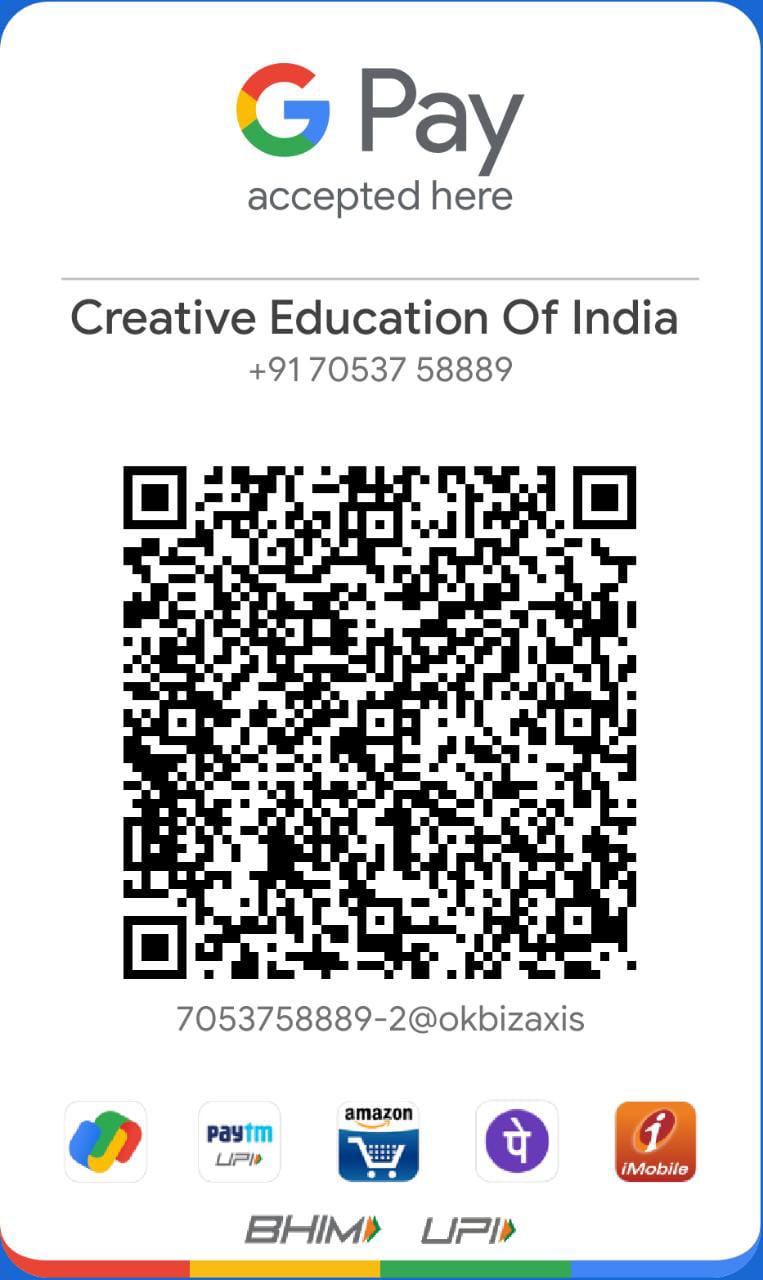 G Pay
accepted here
Creative Education Of India
+91 70537 58889
7053758889-2@okbizaxis
paytm
UPI
amazon
पे
i
iMobile
BHIM UPI